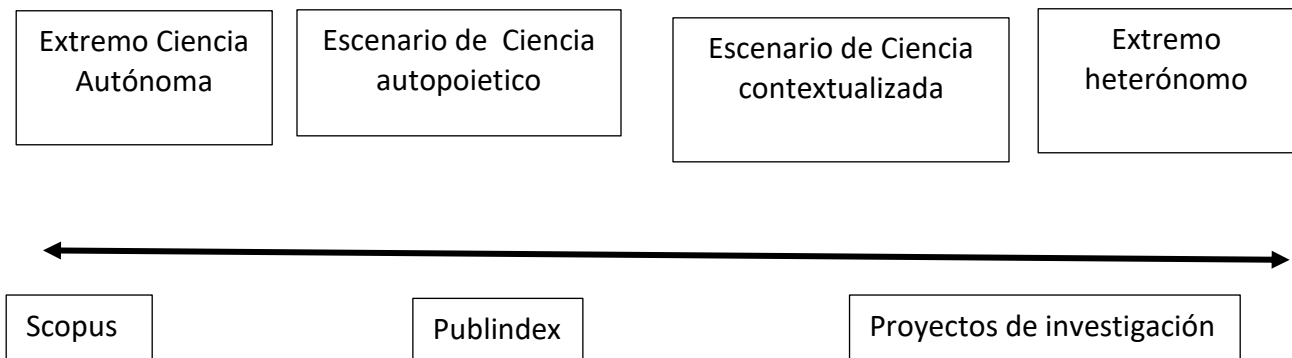 Extremo Ciencia
Autónoma
Escenario de Ciencia
autopoietico
Escenario de Ciencia
contextualizada
Extremo
heterónomo
Scopus
Publindex
Proyectos de investigación